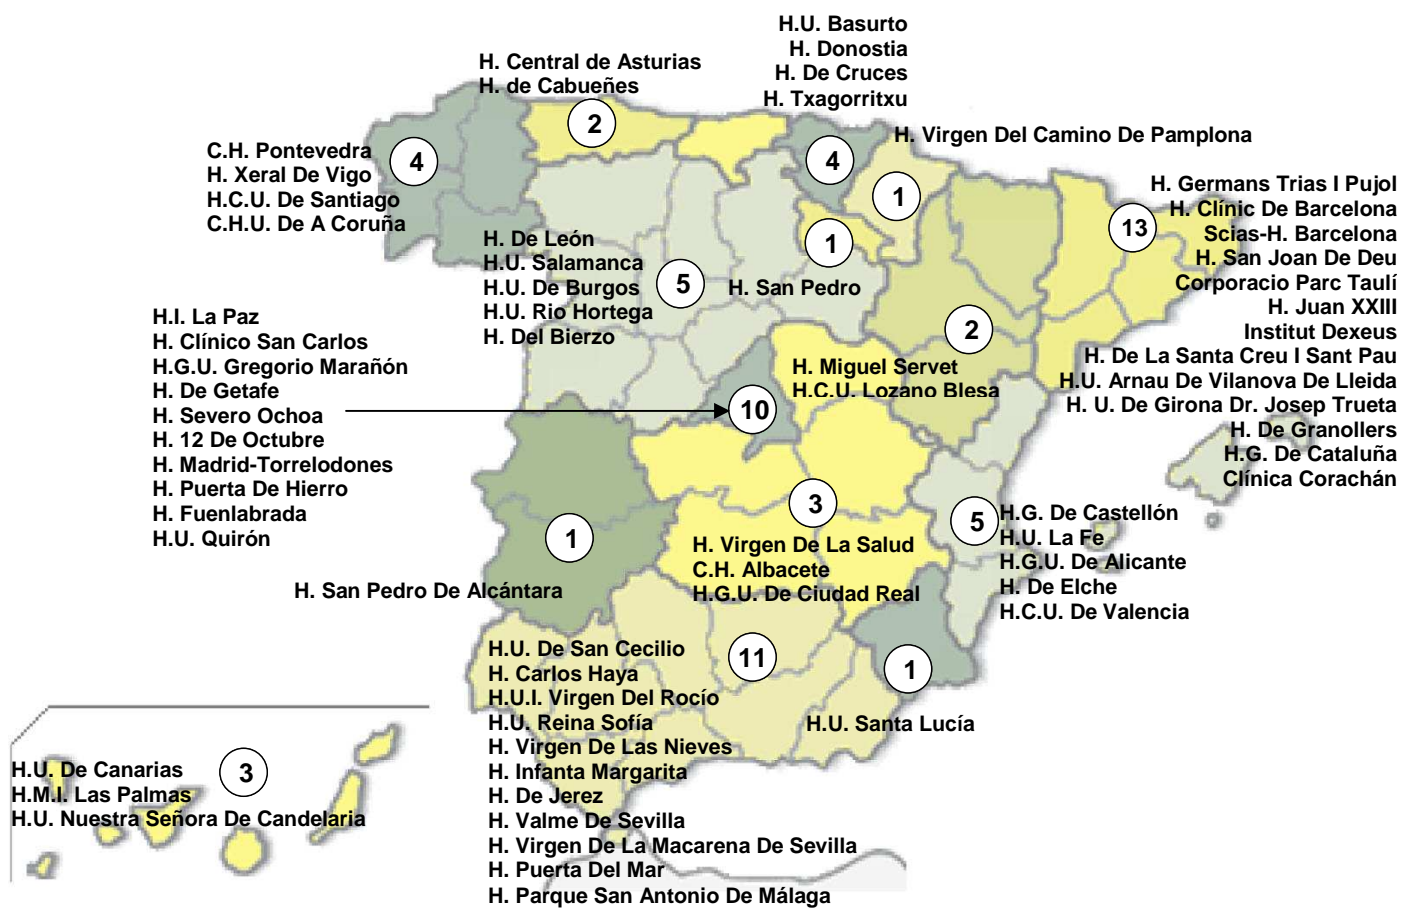 H.U. Basurto
H. Donostia
H. De Cruces
H. Txagorritxu
H. Central de Asturias
H. de Cabueñes
2
4
H. Virgen Del Camino De Pamplona
1
C.H. Pontevedra
H. Xeral De Vigo
H.C.U. De Santiago
C.H.U. De A Coruña
4
H. Germans Trias I Pujol
H. Clínic De Barcelona
Scias-H. Barcelona
H. San Joan De Deu
Corporacio Parc Taulí
H. Juan XXIII
Institut Dexeus
H. De La Santa Creu I Sant Pau
H.U. Arnau De Vilanova De Lleida
H. U. De Girona Dr. Josep Trueta
H. De Granollers
H.G. De Cataluña
Clínica Corachán
13
H. De León
H.U. Salamanca
H.U. De Burgos
H.U. Rio Hortega
H. Del Bierzo
5
1
H. San Pedro
2
H. Miguel Servet
H.C.U. Lozano Blesa
H.I. La Paz
H. Clínico San Carlos
H.G.U. Gregorio Marañón
H. De Getafe
H. Severo Ochoa
H. 12 De Octubre
H. Madrid-Torrelodones
H. Puerta De Hierro
H. Fuenlabrada
H.U. Quirón
10
3
H. Virgen De La Salud
C.H. Albacete
H.G.U. De Ciudad Real
5
H.G. De Castellón
H.U. La Fe
H.G.U. De Alicante
H. De Elche
H.C.U. De Valencia
1
H. San Pedro De Alcántara
11
H.U. De San Cecilio
H. Carlos Haya
H.U.I. Virgen Del Rocío
H.U. Reina Sofía
H. Virgen De Las Nieves
H. Infanta Margarita
H. De Jerez
H. Valme De Sevilla
H. Virgen De La Macarena De Sevilla
H. Puerta Del Mar
H. Parque San Antonio De Málaga
1
H.U. Santa Lucía
3
H.U. De Canarias
H.M.I. Las Palmas
H.U. Nuestra Señora De Candelaria